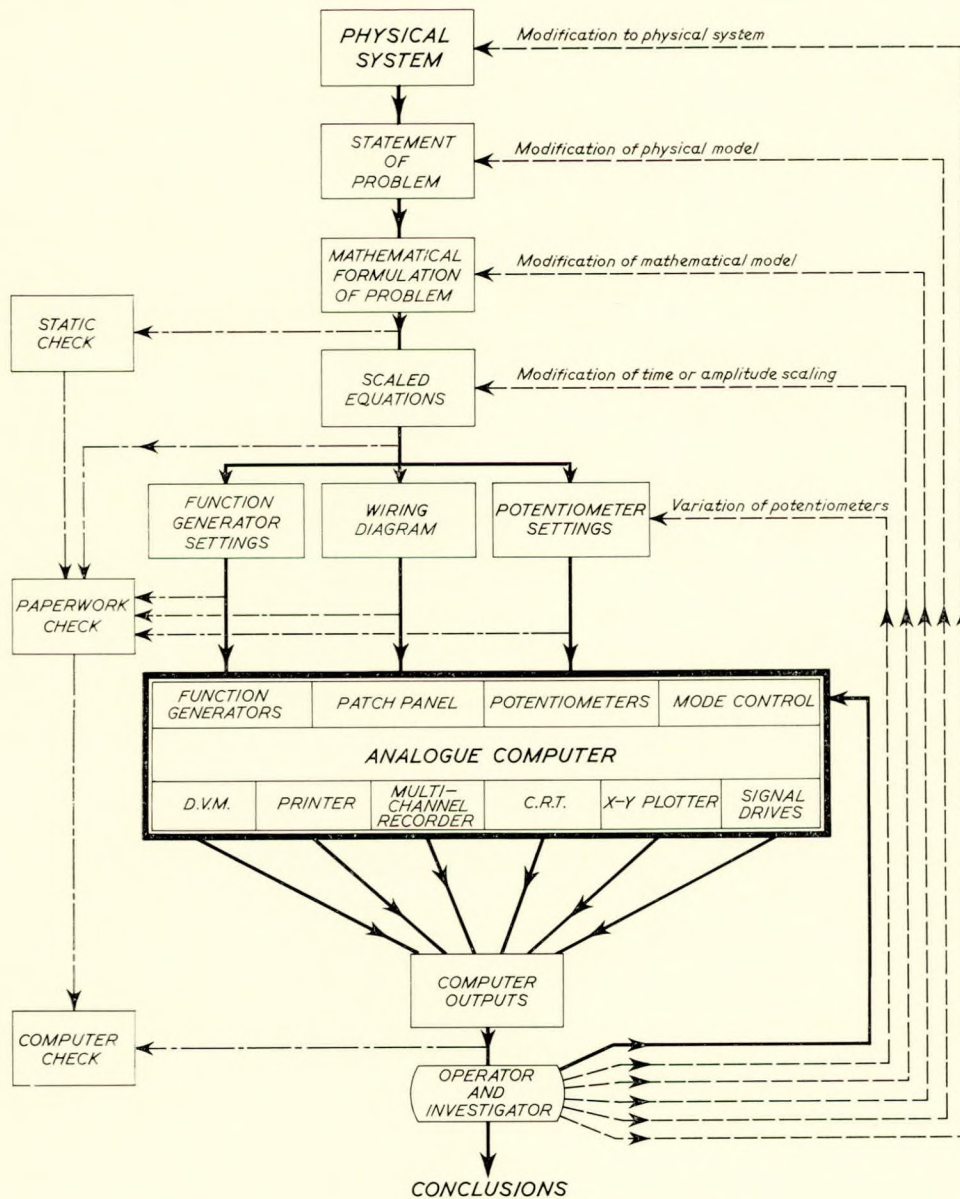 PHYSICAL
SYSTEM
Modification to physical system
STATEMENT
OF
PROBLEM
Modification of physical model
MATHEMATICAL
FORMULATION
OF PROBLEM
Modification of mathematical model
STATIC
CHECK
SCALED
EQUATIONS
Modification of time or amplitude scaling
FUNCTION
GENERATOR
SETTINGS
WIRING
DIAGRAM
POTENTIOMETER
SETTINGS
Variation of potentiometers
PAPERWORK
CHECK
FUNCTION
GENERATORS
PATCH PANEL
POTENTIOMETERS
MODE CONTROL
ANALOGUE COMPUTER
D.V.M.
PRINTER
MULTI-
CHANNEL
RECORDER
C.R.T.
X-Y PLOTTER
SIGNAL
DRIVES
COMPUTER
OUTPUTS
COMPUTER
CHECK
OPERATOR
AND
INVESTIGATOR
CONCLUSIONS